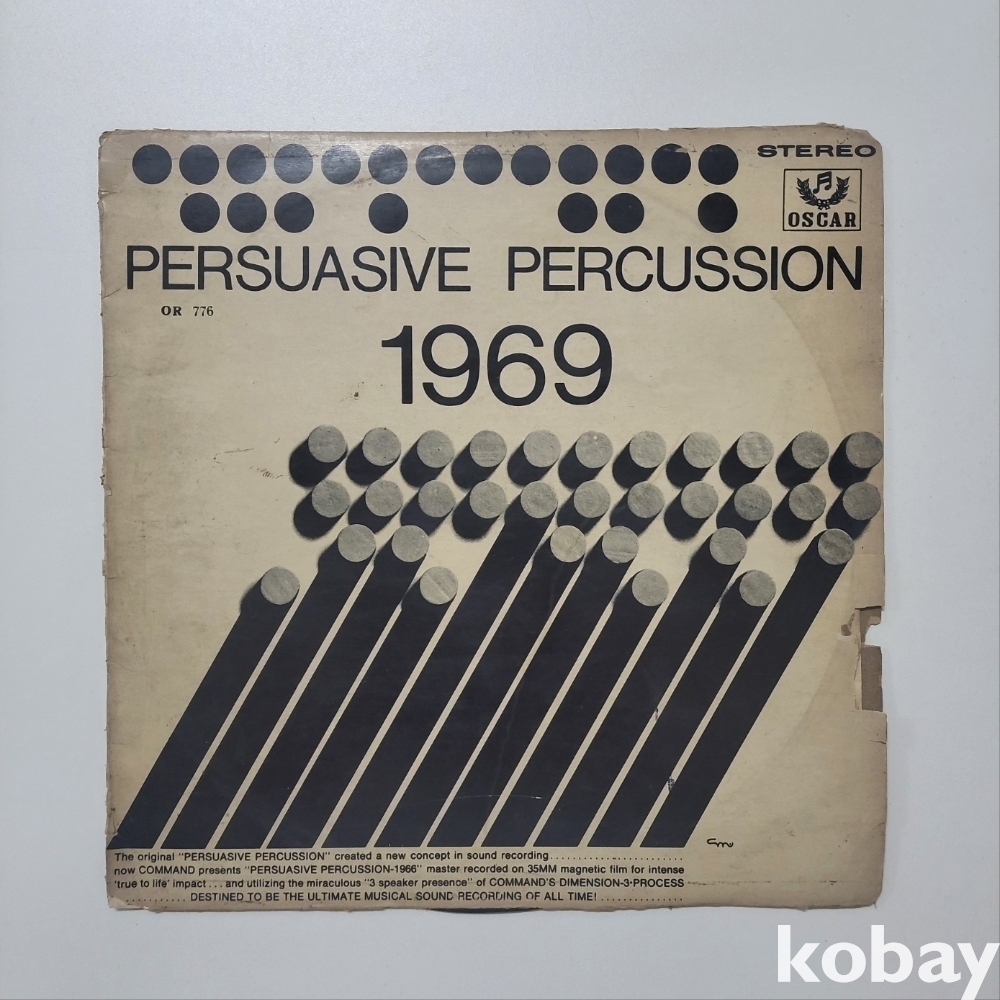 STEREO
OSCAR
PERSUASIVE PERCUSSION
OR 776
1969
The original "PERSUASIVE PERCUSSION" created a new concept in sound recording........................
now COMMAND presents "PERSUASIVE PERCUSSION-1966" master recorded on 35MM magnetic film for intense
'true to life' impact...and utilizing the miraculous "3 speaker presence" of COMMAND'S DIMENSION-3-PROCESS
............DESTINED TO BE THE ULTIMATE MUSICAL SOUND RECORDING OF ALL TIME!................
kobay